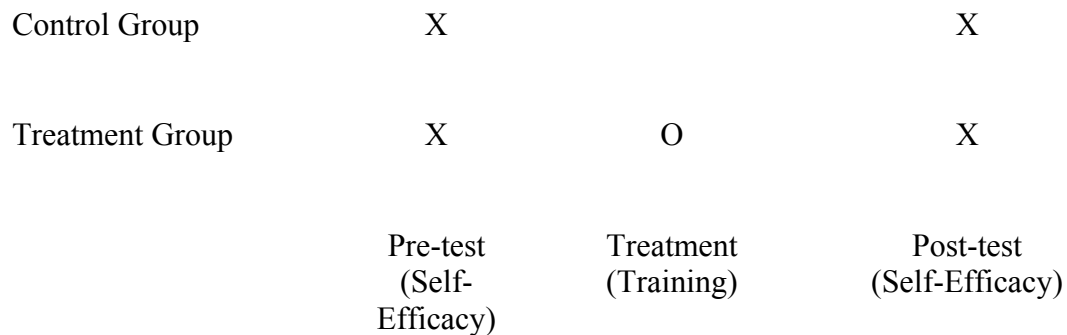 Control Group X X
Treatment Group X O X
Pre-test Treatment Post-test
(Self- (Training) (Self-Efficacy)
Efficacy)